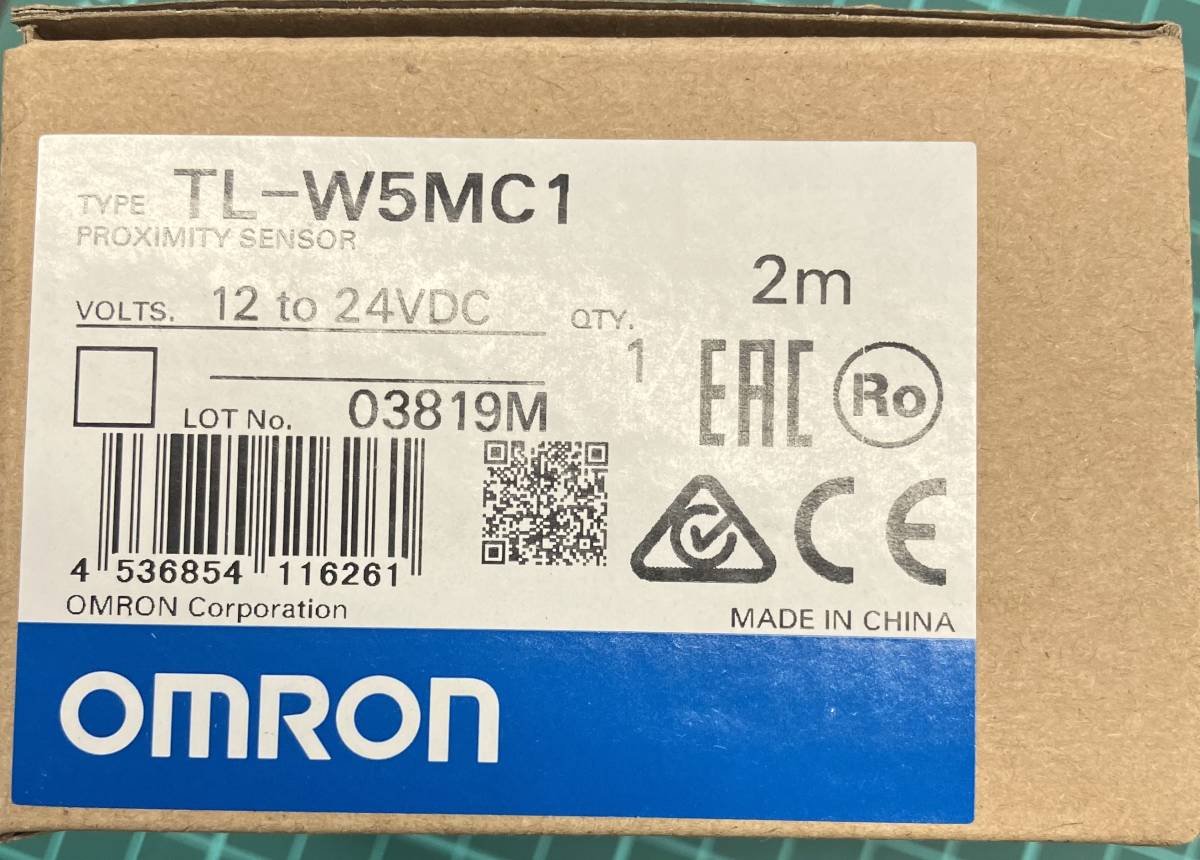 TYPE TL-W5MC1
PROXIMITY SENSOR
2m
VOLTS. 12 to 24VDC
QTY. 1
EAC
Ro
LOT No. 03819M
4 536854 116261
CE
OMRON Corporation
MADE IN CHINA
OMRON